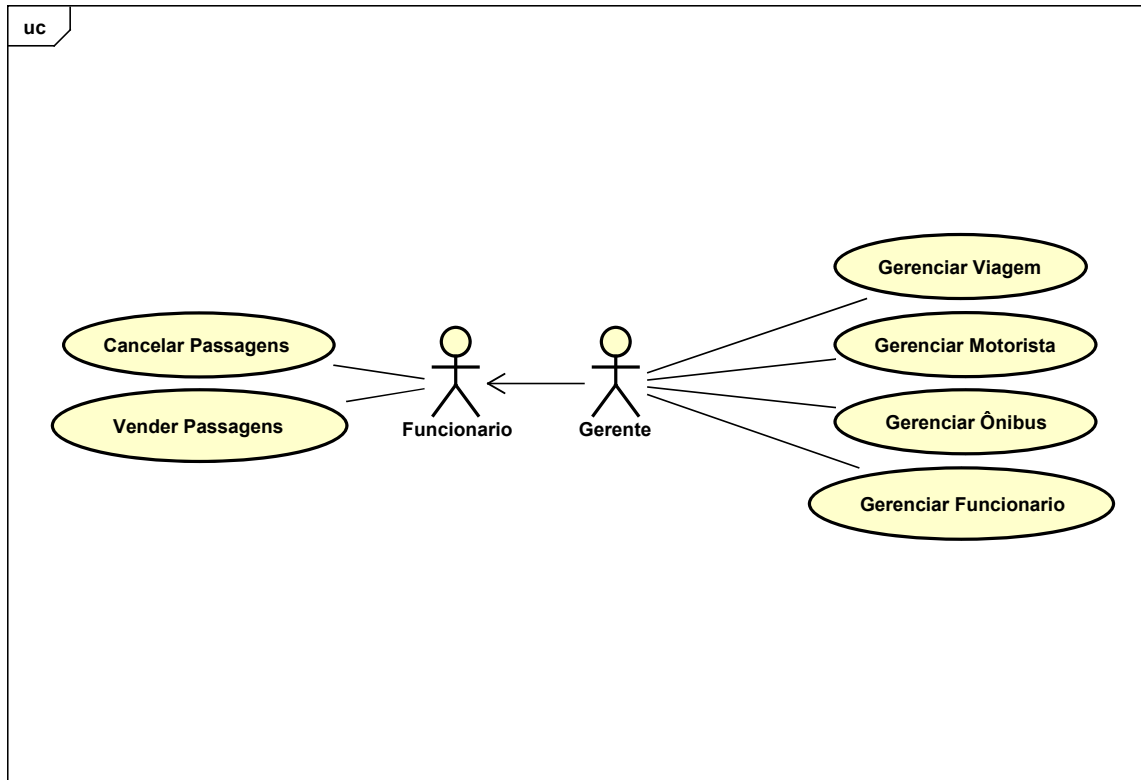 uc
Gerenciar Viagem
Cancelar Passagens
Gerenciar Motorista
Vender Passagens
Funcionario
Gerente
Gerenciar Ônibus
Gerenciar Funcionario